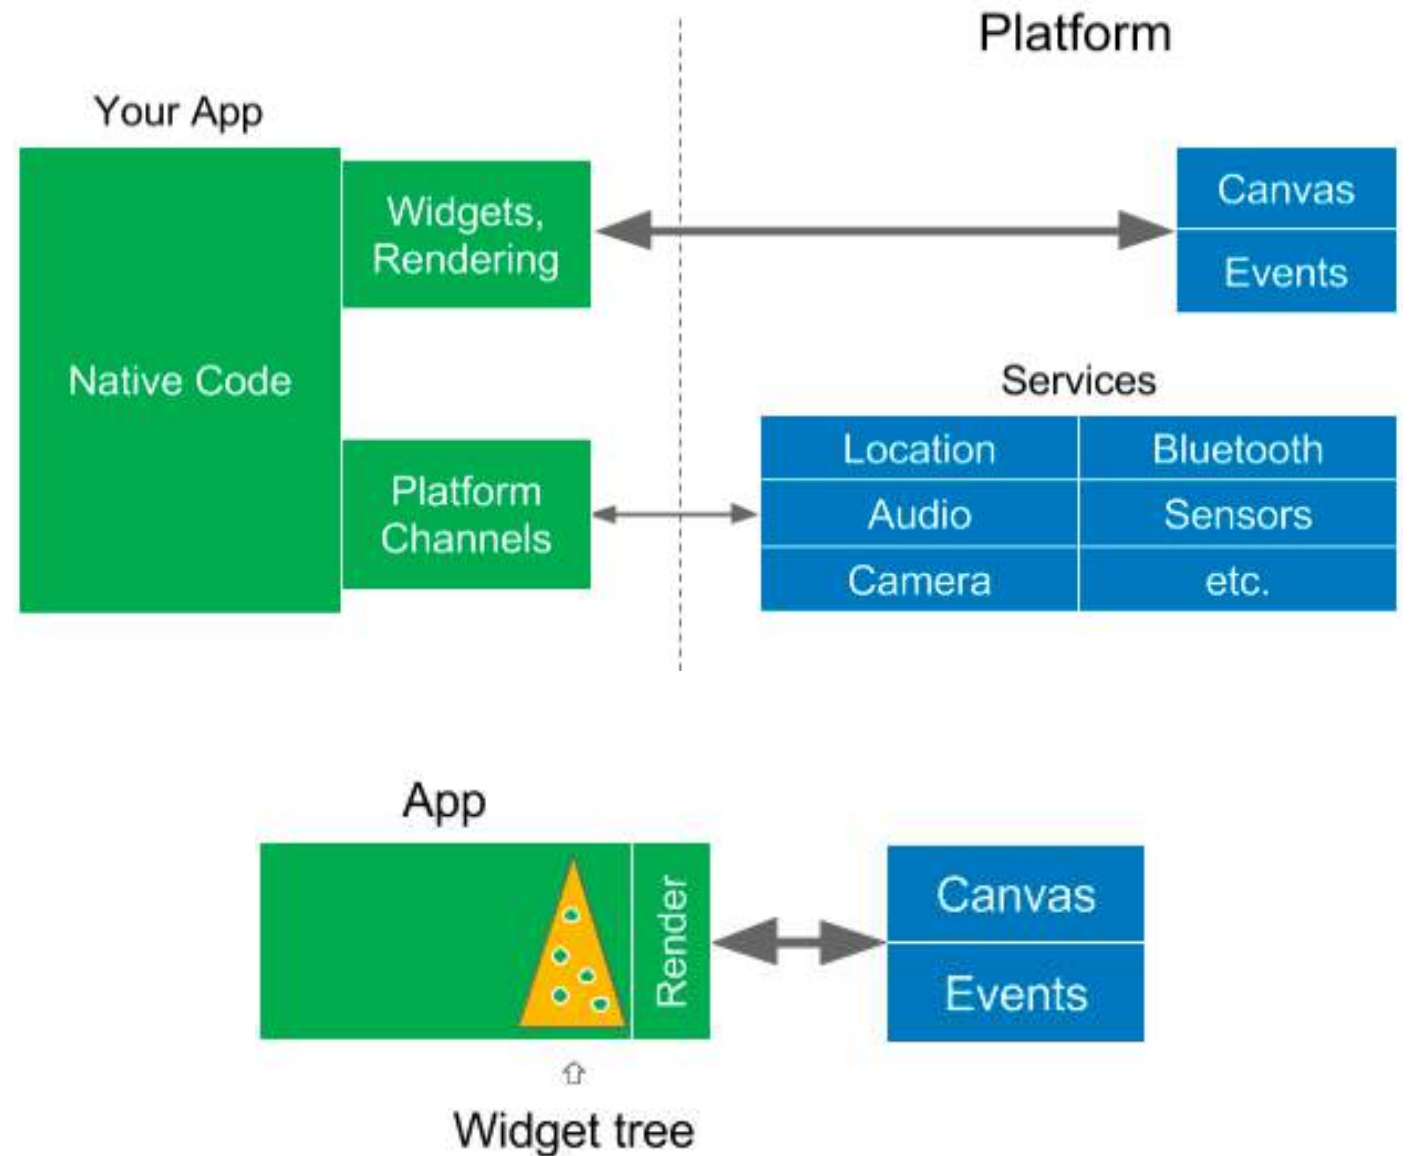 Platform
Your App
Widgets,
Rendering
Canvas
Events
Native Code
Services
Platform
Channels
Location
Bluetooth
Audio
Sensors
Camera
etc.
App
Render
Canvas
Events
Widget tree